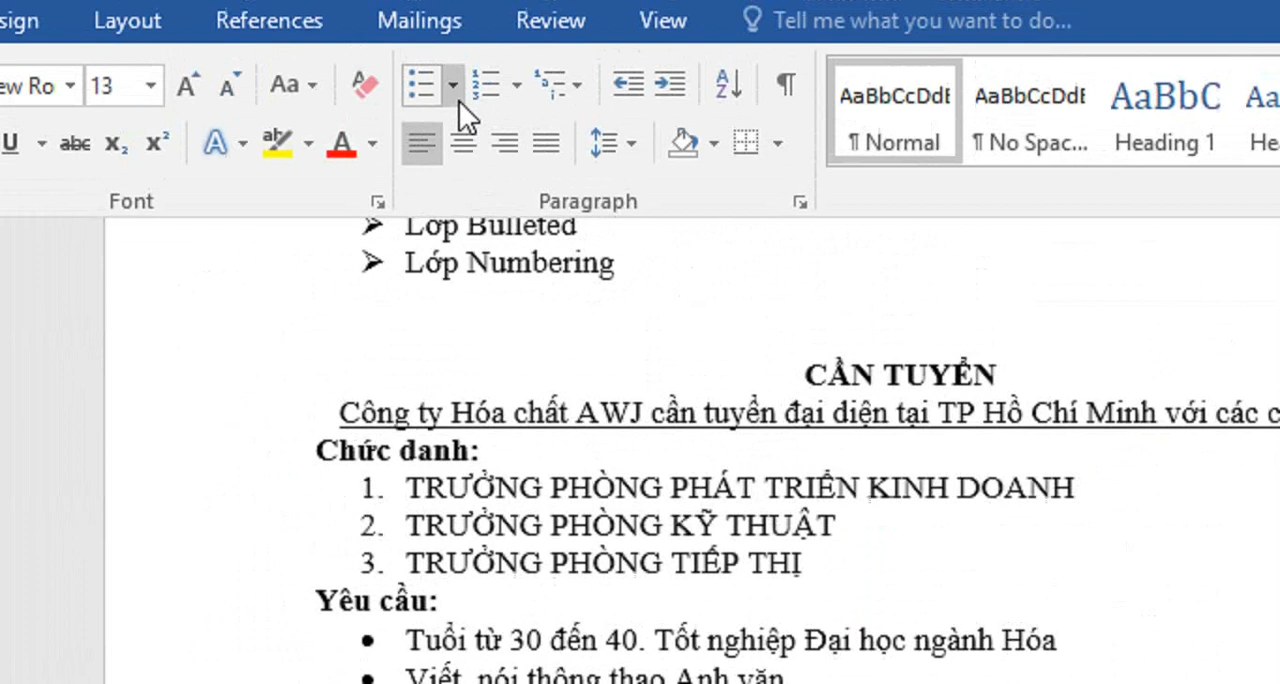 sign Layout References Mailings Review View Tell me what you want to do...
ew Ro 13 Aa AaBbCcDdE AaBbCcDdE AaBbC Aa
U abc x₂ x² A ab A ¶ Normal ¶ No Spac... Heading 1 He
Font Paragraph
Lớp Bulleted
Lớp Numbering
CẦN TUYỂN
Công ty Hóa chất AWJ cần tuyển đại diện tại TP Hồ Chí Minh với các c
Chức danh:
1. TRƯỞNG PHÒNG PHÁT TRIỂN KINH DOANH
2. TRƯỞNG PHÒNG KỸ THUẬT
3. TRƯỞNG PHÒNG TIẾP THỊ
Yêu cầu:
• Tuổi từ 30 đến 40. Tốt nghiệp Đại học ngành Hóa
• Viết, nói thông thạo Anh văn